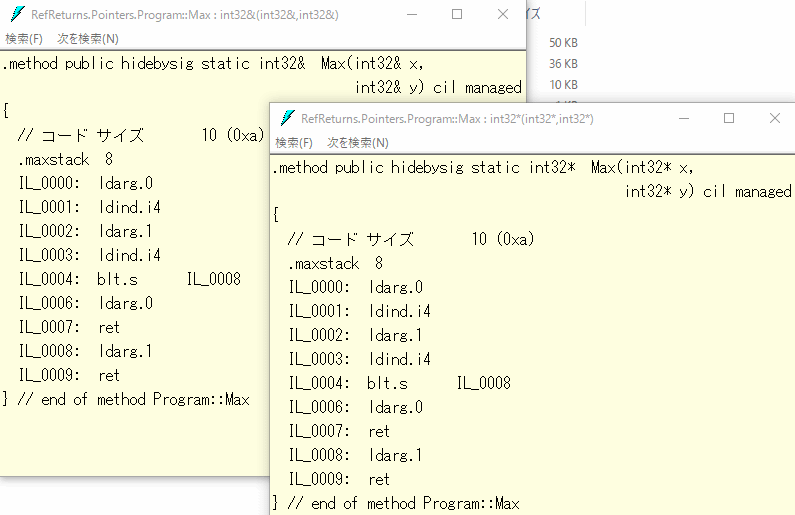 RefReturns.Pointers.Program::Max : int32&(int32&,int32&)
検索(F) 次を検索(N)
.method public hidebysig static int32&  Max(int32& x,
int32& y) cil managed
{
// コード サイズ       10 (0xa)
.maxstack  8
IL_0000:  ldarg.0
IL_0001:  ldind.i4
IL_0002:  ldarg.1
IL_0003:  ldind.i4
IL_0004:  blt.s      IL_0008
IL_0006:  ldarg.0
IL_0007:  ret
IL_0008:  ldarg.1
IL_0009:  ret
} // end of method Program::Max
イズ
50 KB
36 KB
10 KB
RefReturns.Pointers.Program::Max : int32*(int32*,int32*)
検索(F) 次を検索(N)
.method public hidebysig static int32*  Max(int32* x,
int32* y) cil managed
{
// コード サイズ       10 (0xa)
.maxstack  8
IL_0000:  ldarg.0
IL_0001:  ldind.i4
IL_0002:  ldarg.1
IL_0003:  ldind.i4
IL_0004:  blt.s      IL_0008
IL_0006:  ldarg.0
IL_0007:  ret
IL_0008:  ldarg.1
IL_0009:  ret
} // end of method Program::Max